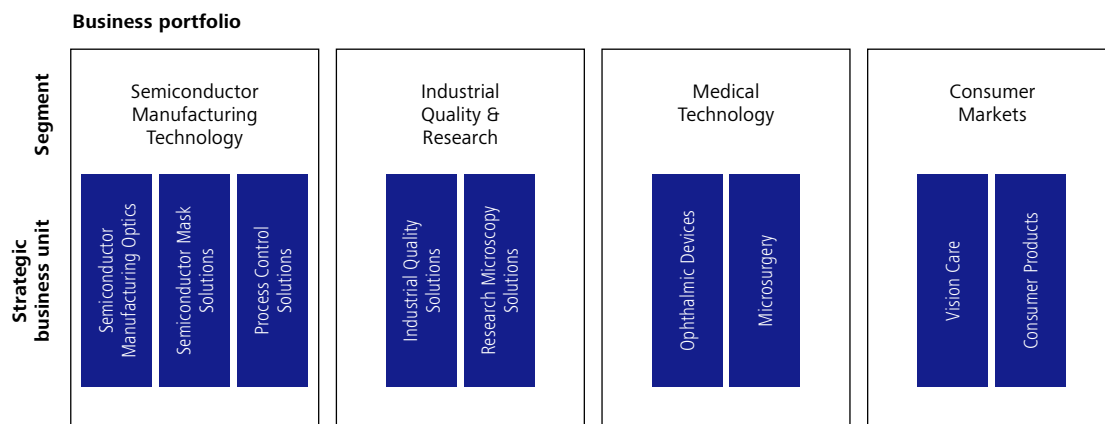 Business portfolio
Segment
Semiconductor
Manufacturing
Technology
Industrial
Quality &
Research
Medical
Technology
Consumer
Markets
Strategic
business unit
Semiconductor
Manufacturing Optics
Semiconductor Mask
Solutions
Process Control
Solutions
Industrial Quality
Solutions
Research Microscopy
Solutions
Ophthalmic Devices
Microsurgery
Vision Care
Consumer Products